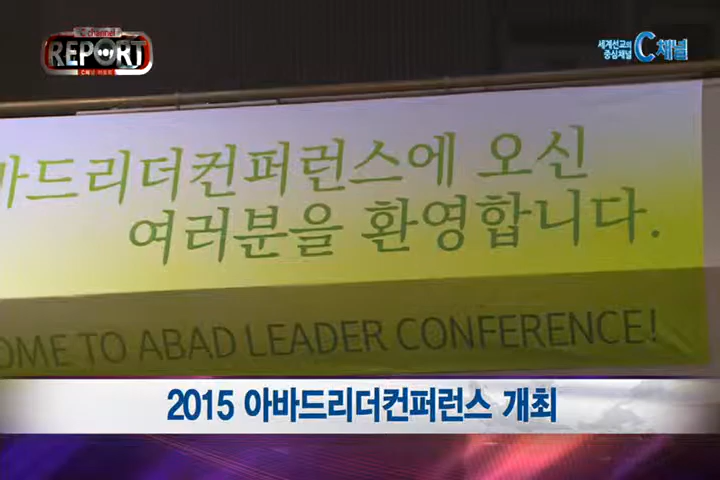 REPORT
세계선교의
중심채널
C채널
바드리더컨퍼런스에 오신
여러분을 환영합니다.
OME TO ABAD LEADER CONFERENCE!
2015 아바드리더컨퍼런스 개최